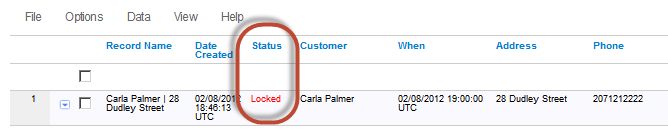 File Options Data View Help
Record Name Date Created Status Customer When Address Phone
1 Carla Palmer | 28 Dudley Street 02/08/2012 18:46:13 UTC Locked Carla Palmer 02/08/2012 19:00:00 UTC 28 Dudley Street 2071212222